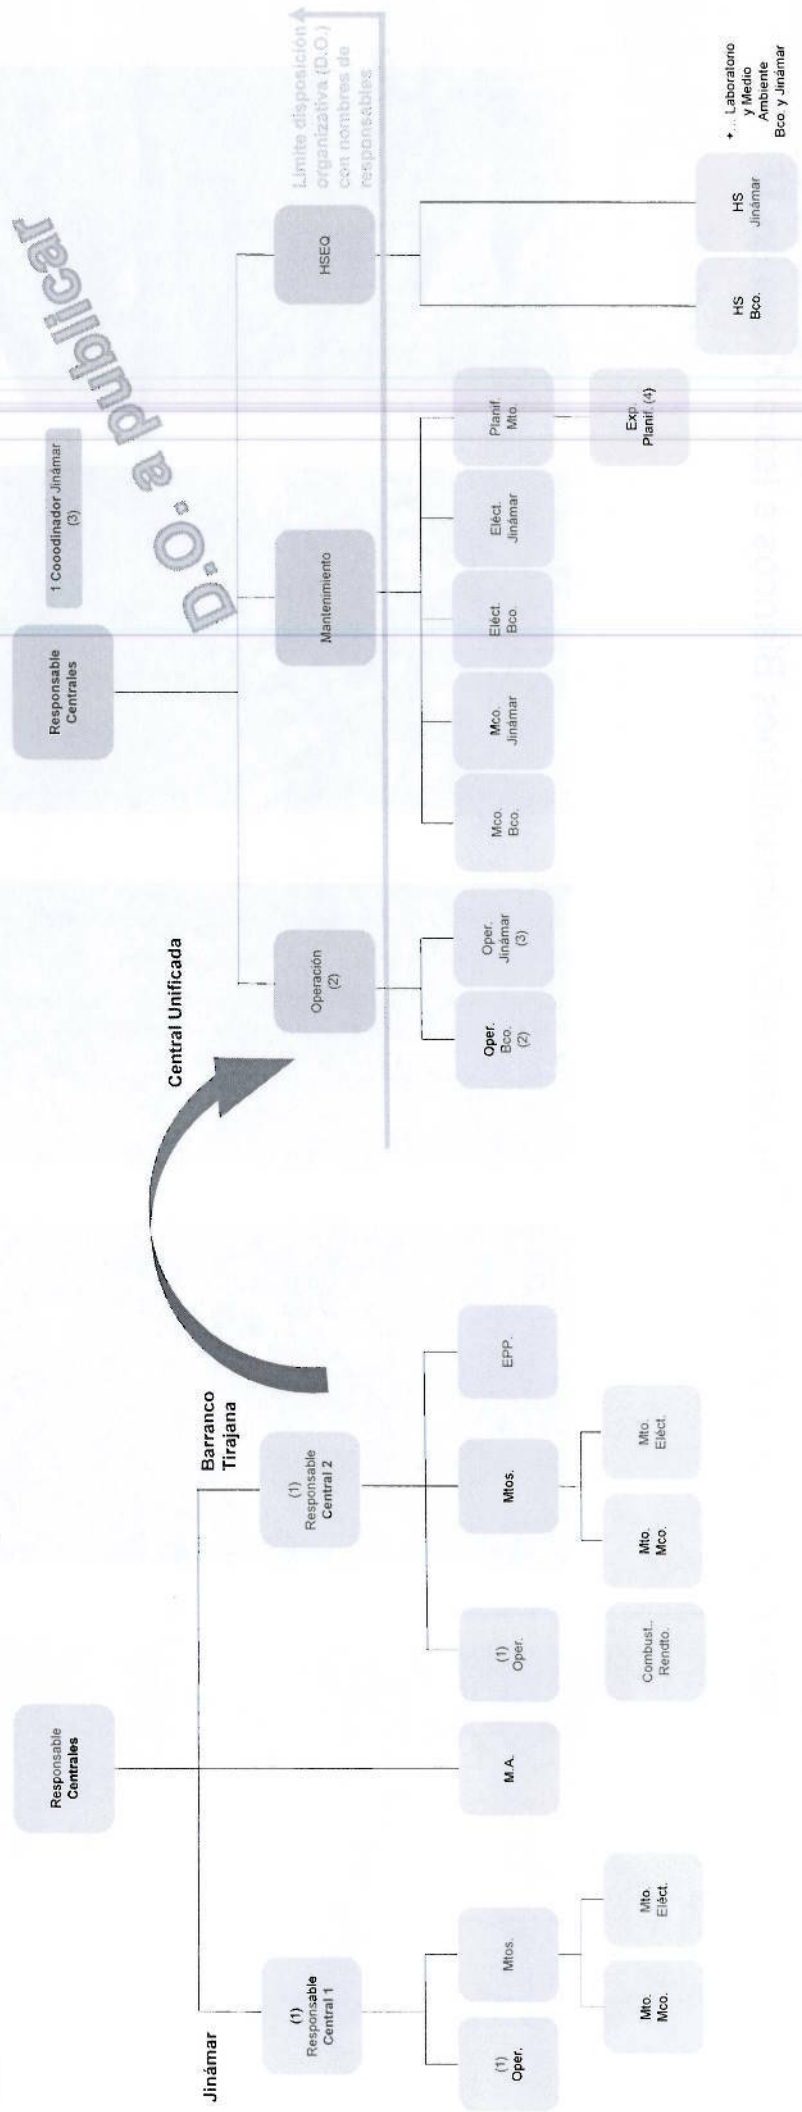 Responsable
Centrales
Jinámar
(1)
Responsable
Central 1
(1)
Oper.
Mtos.
Mto.
Mco.
Mto.
Eléct.
M.A.
Barranco
Tirajana
(1)
Responsable
Central 2
(1)
Oper.
Mtos.
EPP.
Combust..
Rendto.
Mto.
Mco.
Mto.
Eléct.
Central Unificada
Responsable
Centrales
1 Cooodinador Jinámar
(3)
D.O. a publicar
Operación
(2)
Mantenimiento
HSEQ
Límite disposición
organizativa (D.O.)
con nombres de
responsables
Oper.
Bco.
(2)
Oper.
Jinámar
(3)
Mco.
Bco.
Mco.
Jinámar
Eléct.
Bco.
Eléct.
Jinámar
Planif.
Mto.
Exp.
Planif. (4)
HS
Bco.
HS
Jinámar
*... Laboratorio
y Medio
Ambiente
Bco. y Jinámar